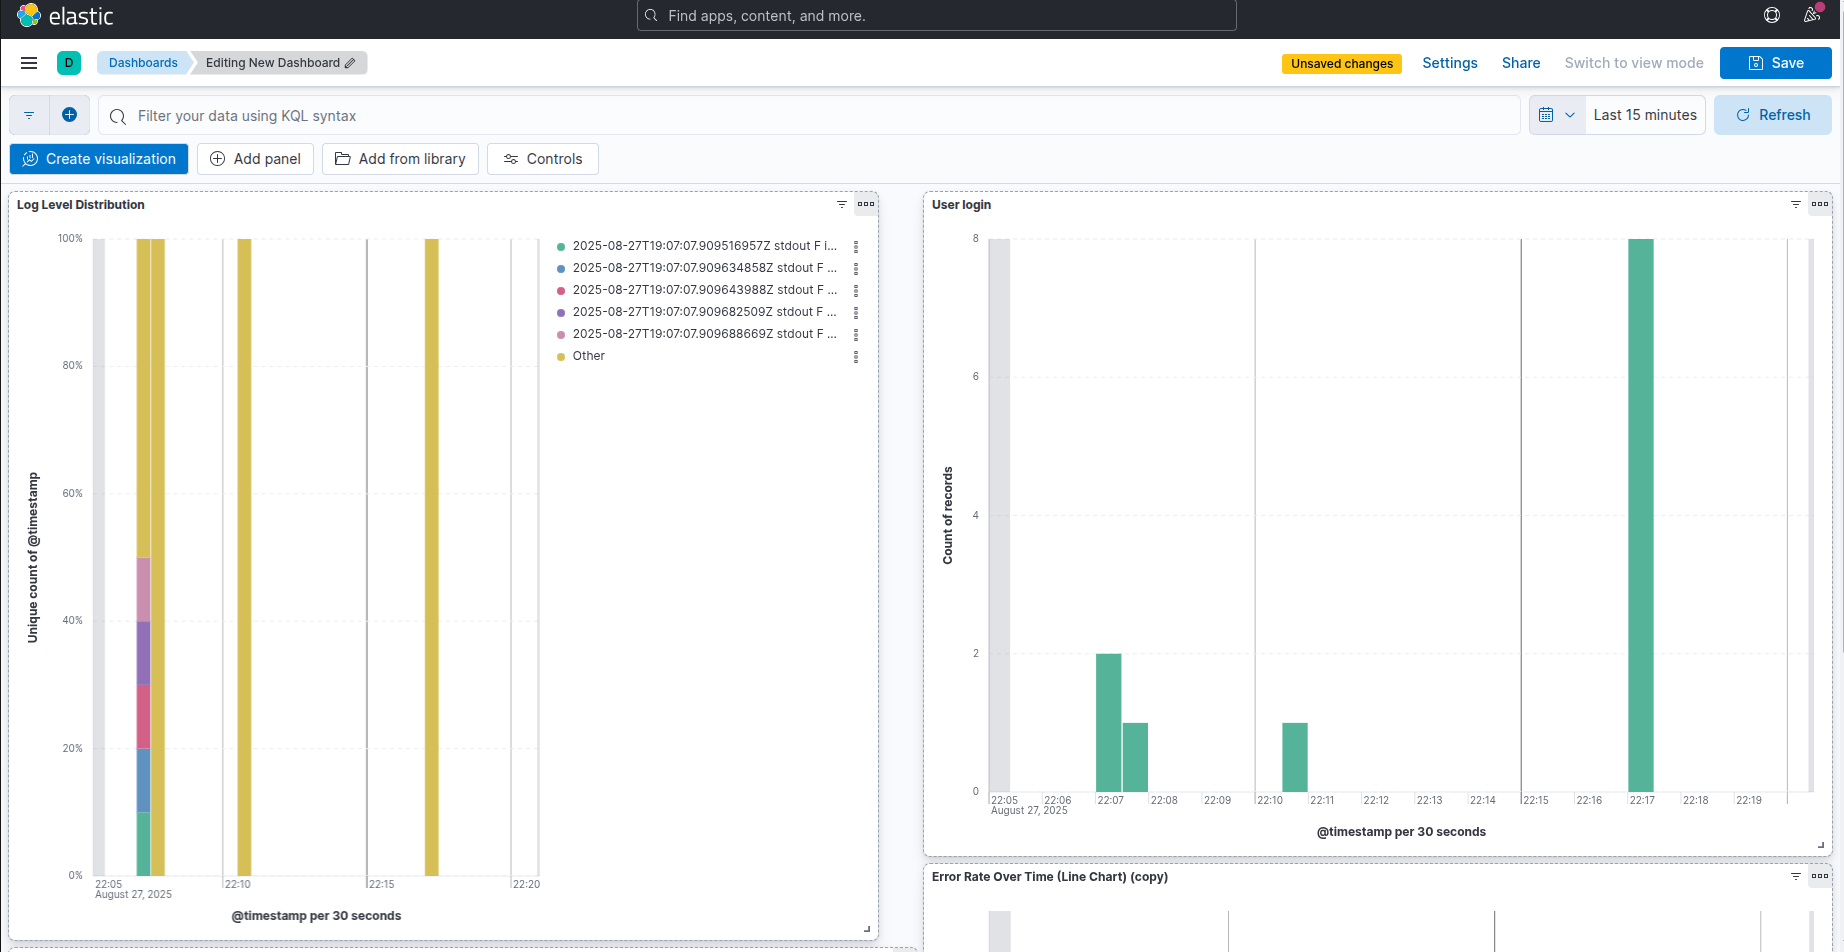 elastic
Find apps, content, and more.
D
Dashboards
Editing New Dashboard
Unsaved changes
Settings
Share
Switch to view mode
Save
Filter your data using KQL syntax
Last 15 minutes
Refresh
Create visualization
Add panel
Add from library
Controls
Log Level Distribution
100%
80%
60%
40%
20%
0%
Unique count of @timestamp
22:05
22:10
22:15
22:20
August 27, 2025
@timestamp per 30 seconds
2025-08-27T19:07:07.909516957Z stdout F i...
2025-08-27T19:07:07.909634858Z stdout F ...
2025-08-27T19:07:07.909643988Z stdout F ...
2025-08-27T19:07:07.909682509Z stdout F ...
2025-08-27T19:07:07.909688669Z stdout F ...
Other
User login
8
6
4
2
0
Count of records
22:05
22:06
22:07
22:08
22:09
22:10
22:11
22:12
22:13
22:14
22:15
22:16
22:17
22:18
22:19
August 27, 2025
@timestamp per 30 seconds
Error Rate Over Time (Line Chart) (copy)